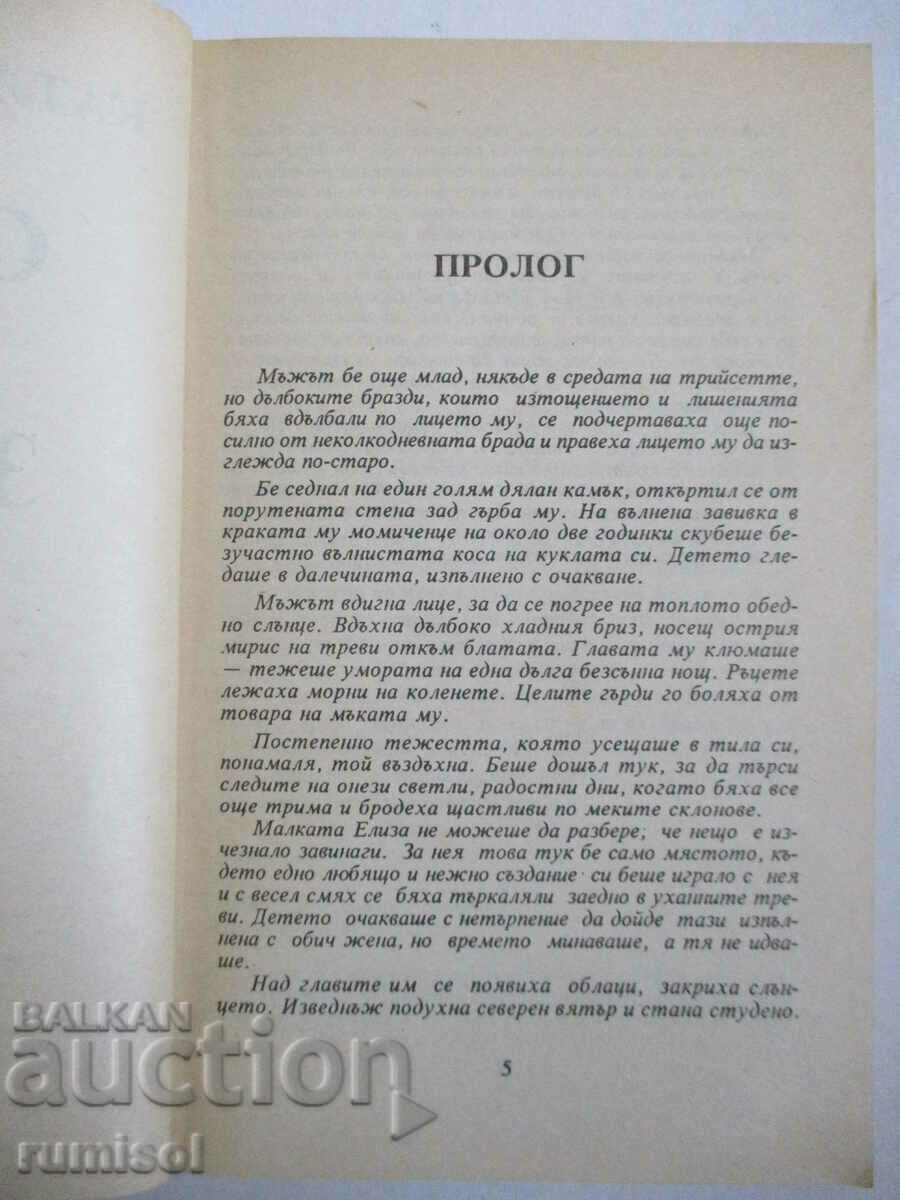 ПРОЛОГ
Мъжът бе още млад, някъде в средата на трийсетте,
но дълбоките бразди, които изтощението и лишенията
бяха вдълбали по лицето му, се подчертаваха още по-
силно от неколкодневната брада и правеха лицето му да из-
глежда по-старо.
Бе седнал на един голям дялан камък, откъртил се от
порутената стена зад гърба му. На вълнена завивка в
краката му момиченце на около две годинки скубеше бе-
зучастно вълнистата коса на куклата си. Детето гле-
даше в далечината, изпълнено с очакване.
Мъжът вдигна лице, за да се погрее на топлото обед-
но слънце. Вдъхна дълбоко хладния бриз, носещ острия
мирис на треви откъм блатата. Главата му клюмаше
— тежеше умората на една дълга безсънна нощ. Ръцете
лежаха морни на коленете. Целите гърди го боляха от
товара на мъката му.
Постепенно тежестта, която усещаше в тила си,
понамаля, той въздъхна. Беше дошъл тук, за да търси
следите на онези светли, радостни дни, когато бяха все
още трима и бродеха щастливи по меките склонове.
Малката Елиза не можеше да разбере, че нещо е из-
чезнало завинаги. За нея това тук бе само мястото, къ-
дето едно любящо и нежно създание си беше играло с нея
и с весел смях се бяха търкаляли заедно в уханните тре-
ви. Детето очакваше с нетърпение да дойде тази изпъл-
нена с обич жена, но времето минаваше, а тя не идва-
ше.
Над главите им се появиха облаци, закриха слън-
цето. Изведнъж подухна северен вятър и стана студено.
5
BALKAN
auction
rumisol